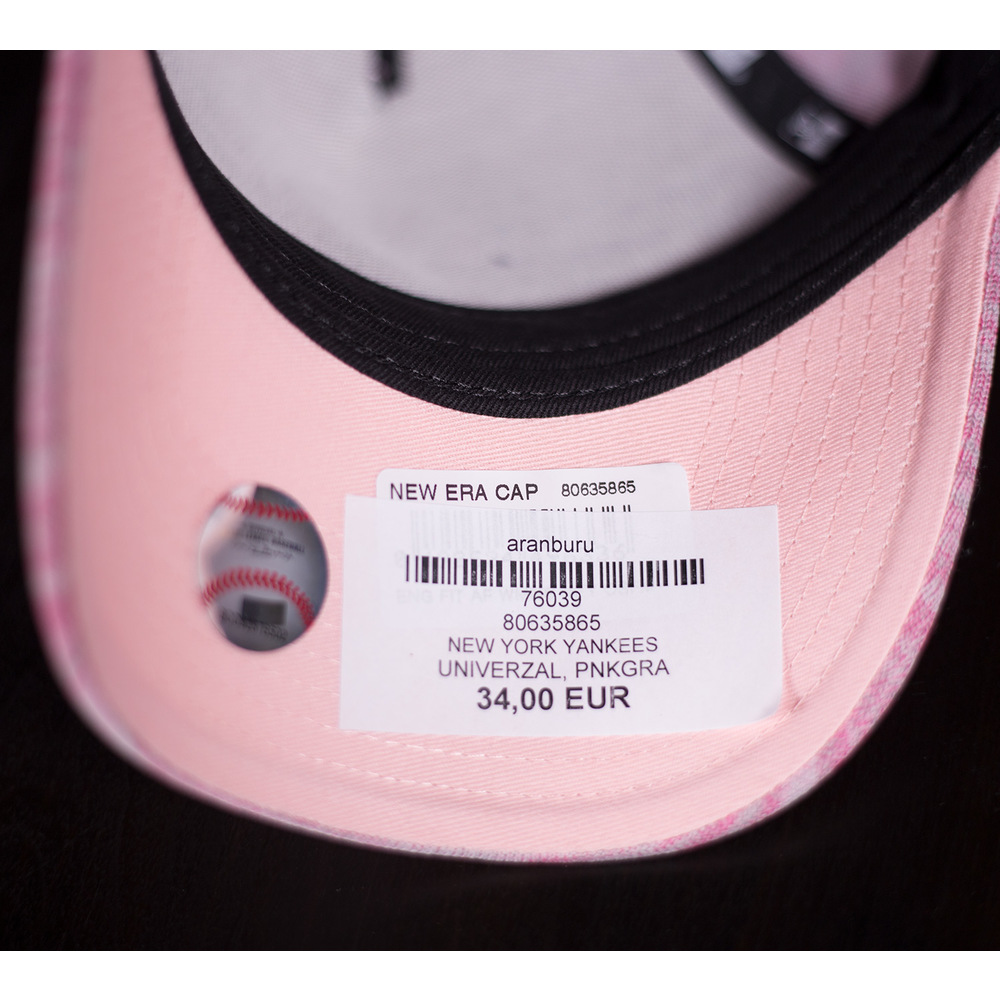 NEW ERA CAP 80635865
aranburu
76039
80635865
NEW YORK YANKEES
UNIVERZAL, PNKGRA
34,00 EUR